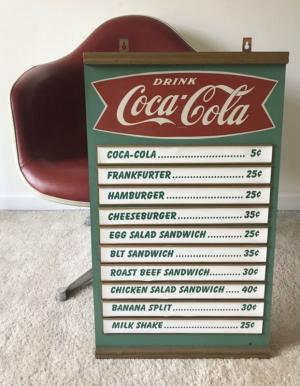 DRINK
Coca-Cola
COCA-COLA.............................. 5¢
FRANKFURTER........................ 25¢
HAMBURGER........................... 25¢
CHEESEBURGER...................... 35¢
EGG SALAD SANDWICH............ 25¢
BLT SANDWICH........................ 35¢
ROAST BEEF SANDWICH.......... 30¢
CHICKEN SALAD SANDWICH..... 40¢
BANANA SPLIT......................... 30¢
MILK SHAKE............................. 25¢